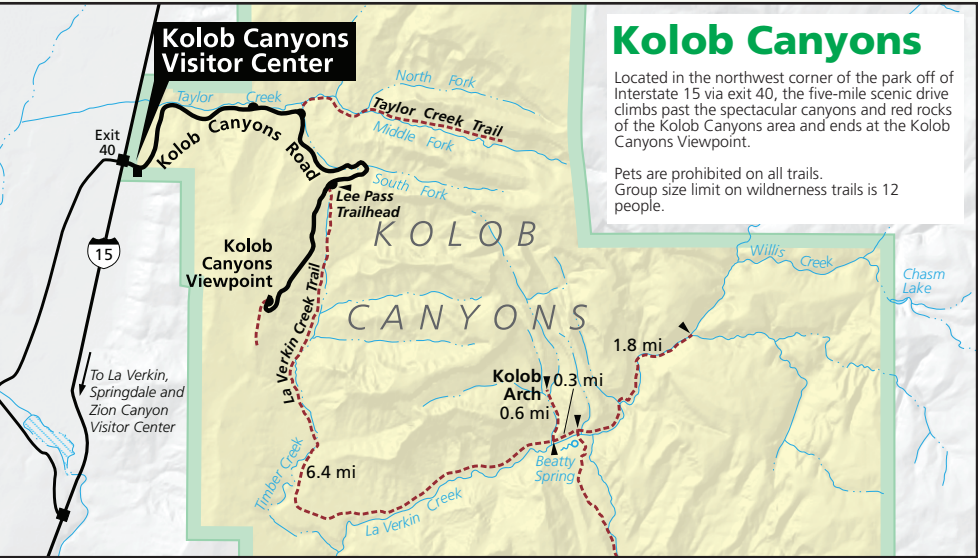 Kolob Canyons
Visitor Center
Kolob Canyons
Located in the northwest corner of the park off of
Interstate 15 via exit 40, the five-mile scenic drive
climbs past the spectacular canyons and red rocks
of the Kolob Canyons area and ends at the Kolob
Canyons Viewpoint.
Pets are prohibited on all trails.
Group size limit on wilderness trails is 12
people.
North Fork
Taylor Creek
Taylor Creek Trail
Middle Fork
Exit
40
Kolob Canyons Road
South Fork
Lee Pass
Trailhead
KOLOB
15
Kolob
Canyons
Viewpoint
Willis Creek
Chasm
Lake
La Verkin Creek Trail
CANYONS
1.8 mi
To La Verkin,
Springdale and
Zion Canyon
Visitor Center
Kolob
Arch
0.6 mi
0.3 mi
Timber Creek
6.4 mi
Beatty
Spring
La Verkin Creek